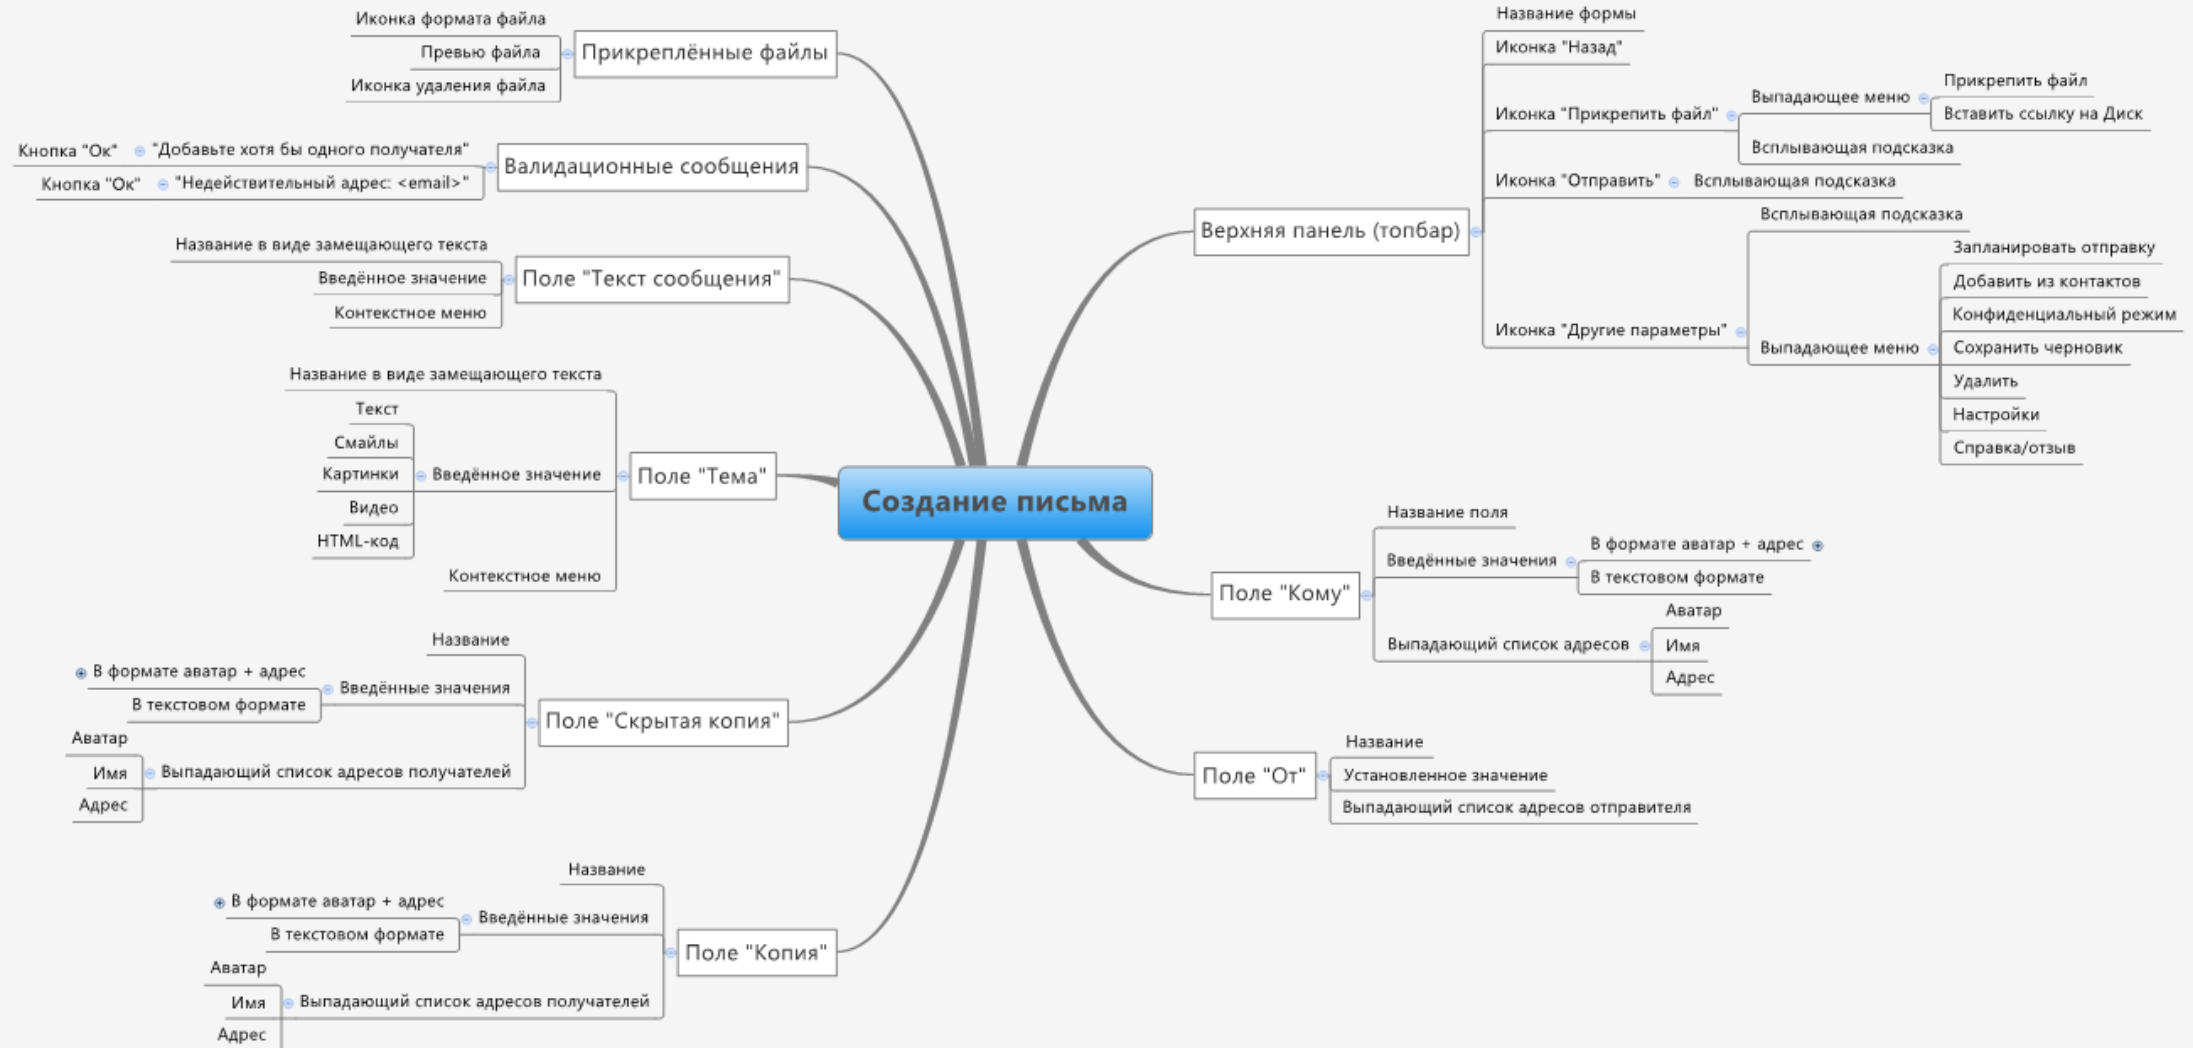 Создание письма
Верхняя панель (топбар)
Название формы
Иконка "Назад"
Иконка "Прикрепить файл"
Выпадающее меню
Прикрепить файл
Вставить ссылку на Диск
Всплывающая подсказка
Иконка "Отправить"
Всплывающая подсказка
Иконка "Другие параметры"
Всплывающая подсказка
Выпадающее меню
Запланировать отправку
Добавить из контактов
Конфиденциальный режим
Сохранить черновик
Удалить
Настройки
Справка/отзыв
Поле "Кому"
Название поля
Введённые значения
В формате аватар + адрес
В текстовом формате
Выпадающий список адресов
Аватар
Имя
Адрес
Поле "От"
Название
Установленное значение
Выпадающий список адресов отправителя
Прикреплённые файлы
Иконка формата файла
Превью файла
Иконка удаления файла
Валидационные сообщения
"Добавьте хотя бы одного получателя"
Кнопка "Ок"
"Недействительный адрес: <email>"
Кнопка "Ок"
Поле "Текст сообщения"
Название в виде замещающего текста
Введённое значение
Контекстное меню
Поле "Тема"
Название в виде замещающего текста
Введённое значение
Текст
Смайлы
Картинки
Видео
HTML-код
Контекстное меню
Поле "Скрытая копия"
Название
Введённые значения
В формате аватар + адрес
В текстовом формате
Выпадающий список адресов получателей
Аватар
Имя
Адрес
Поле "Копия"
Название
Введённые значения
В формате аватар + адрес
В текстовом формате
Выпадающий список адресов получателей
Аватар
Имя
Адрес